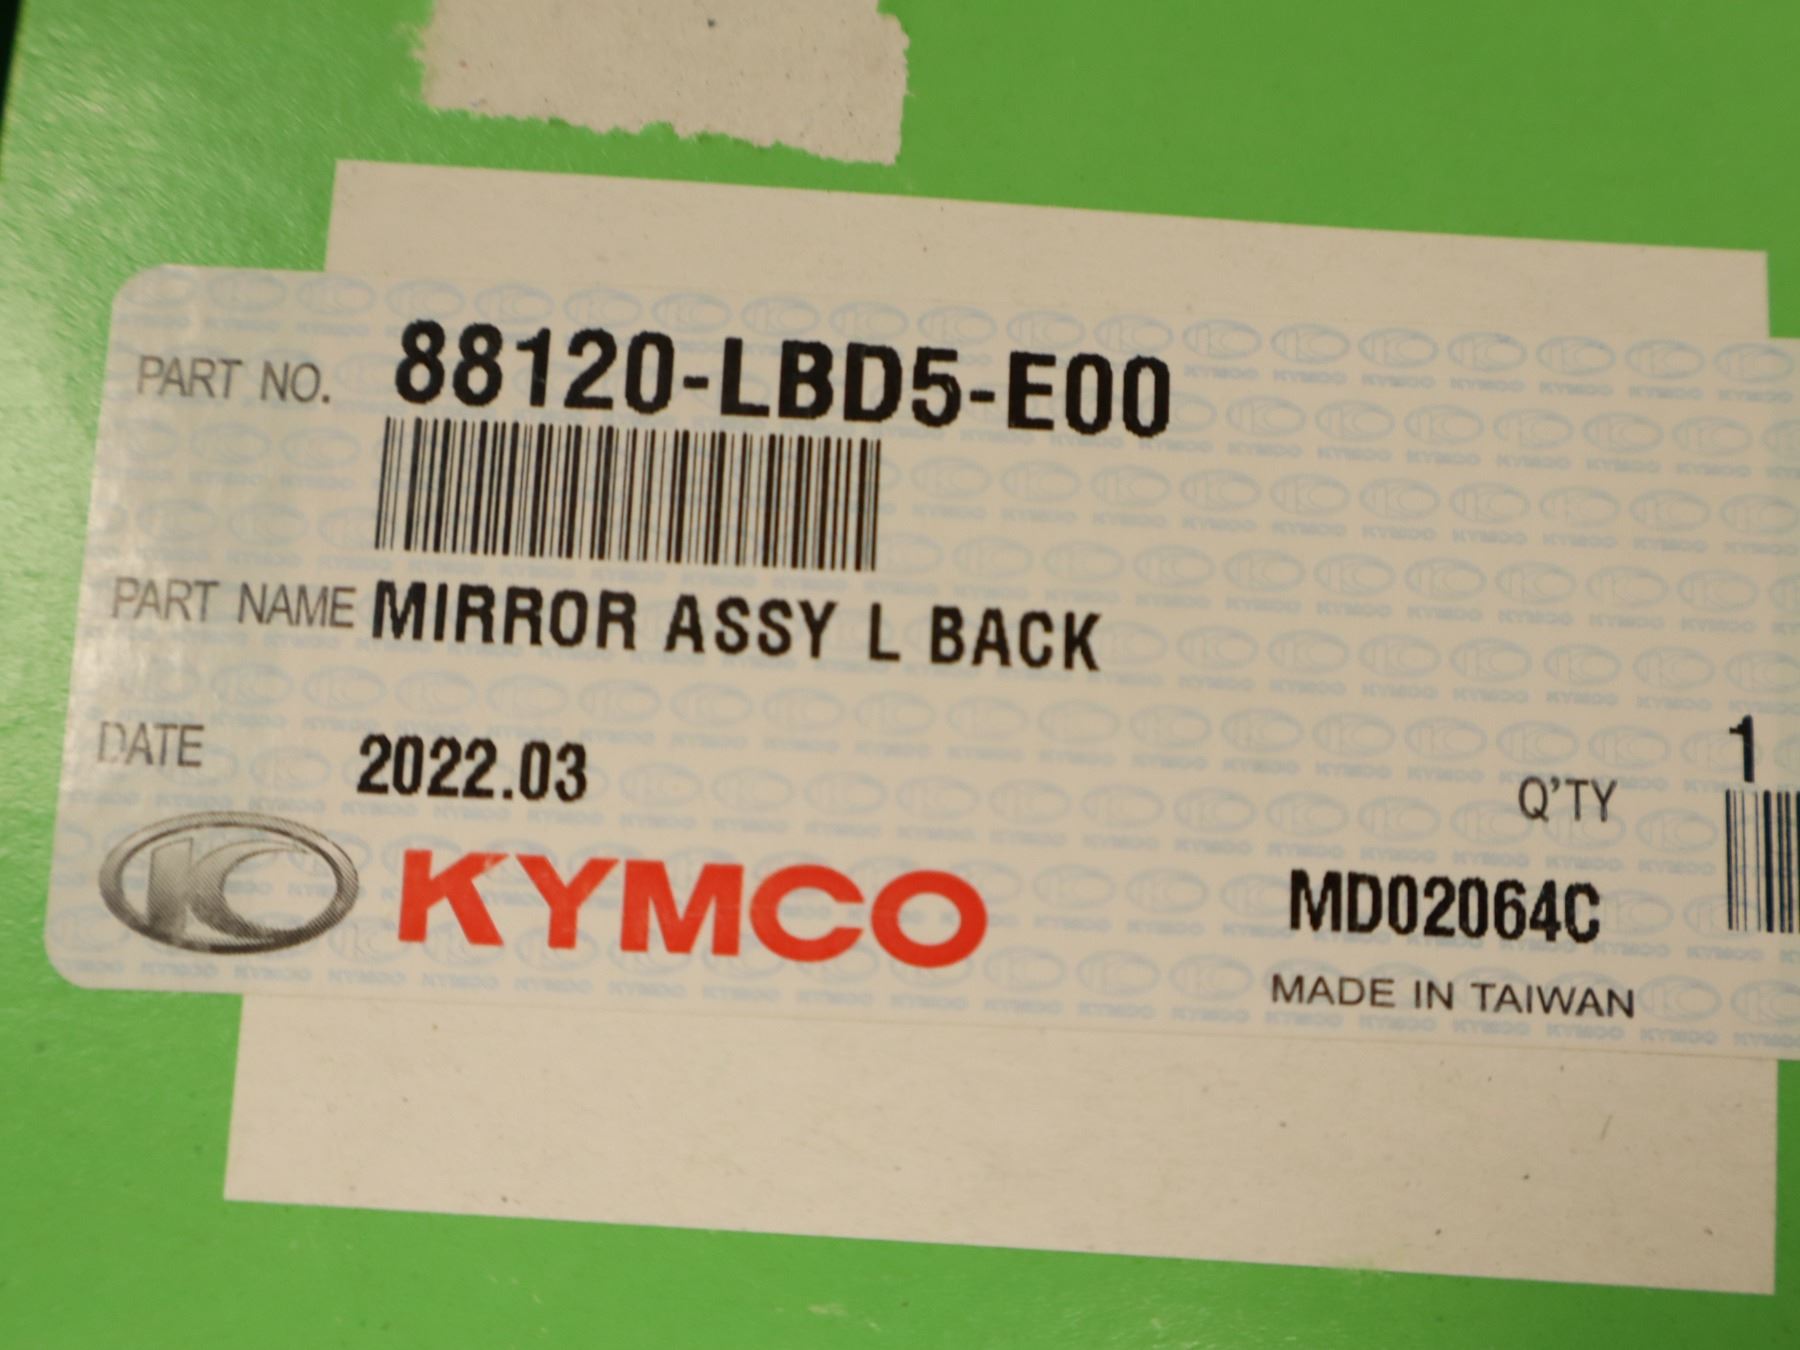 PART NO. 88120-LBD5-E00
PART NAME MIRROR ASSY L BACK
DATE 2022.03
Q'TY 1
KYMCO
MD02064C
MADE IN TAIWAN